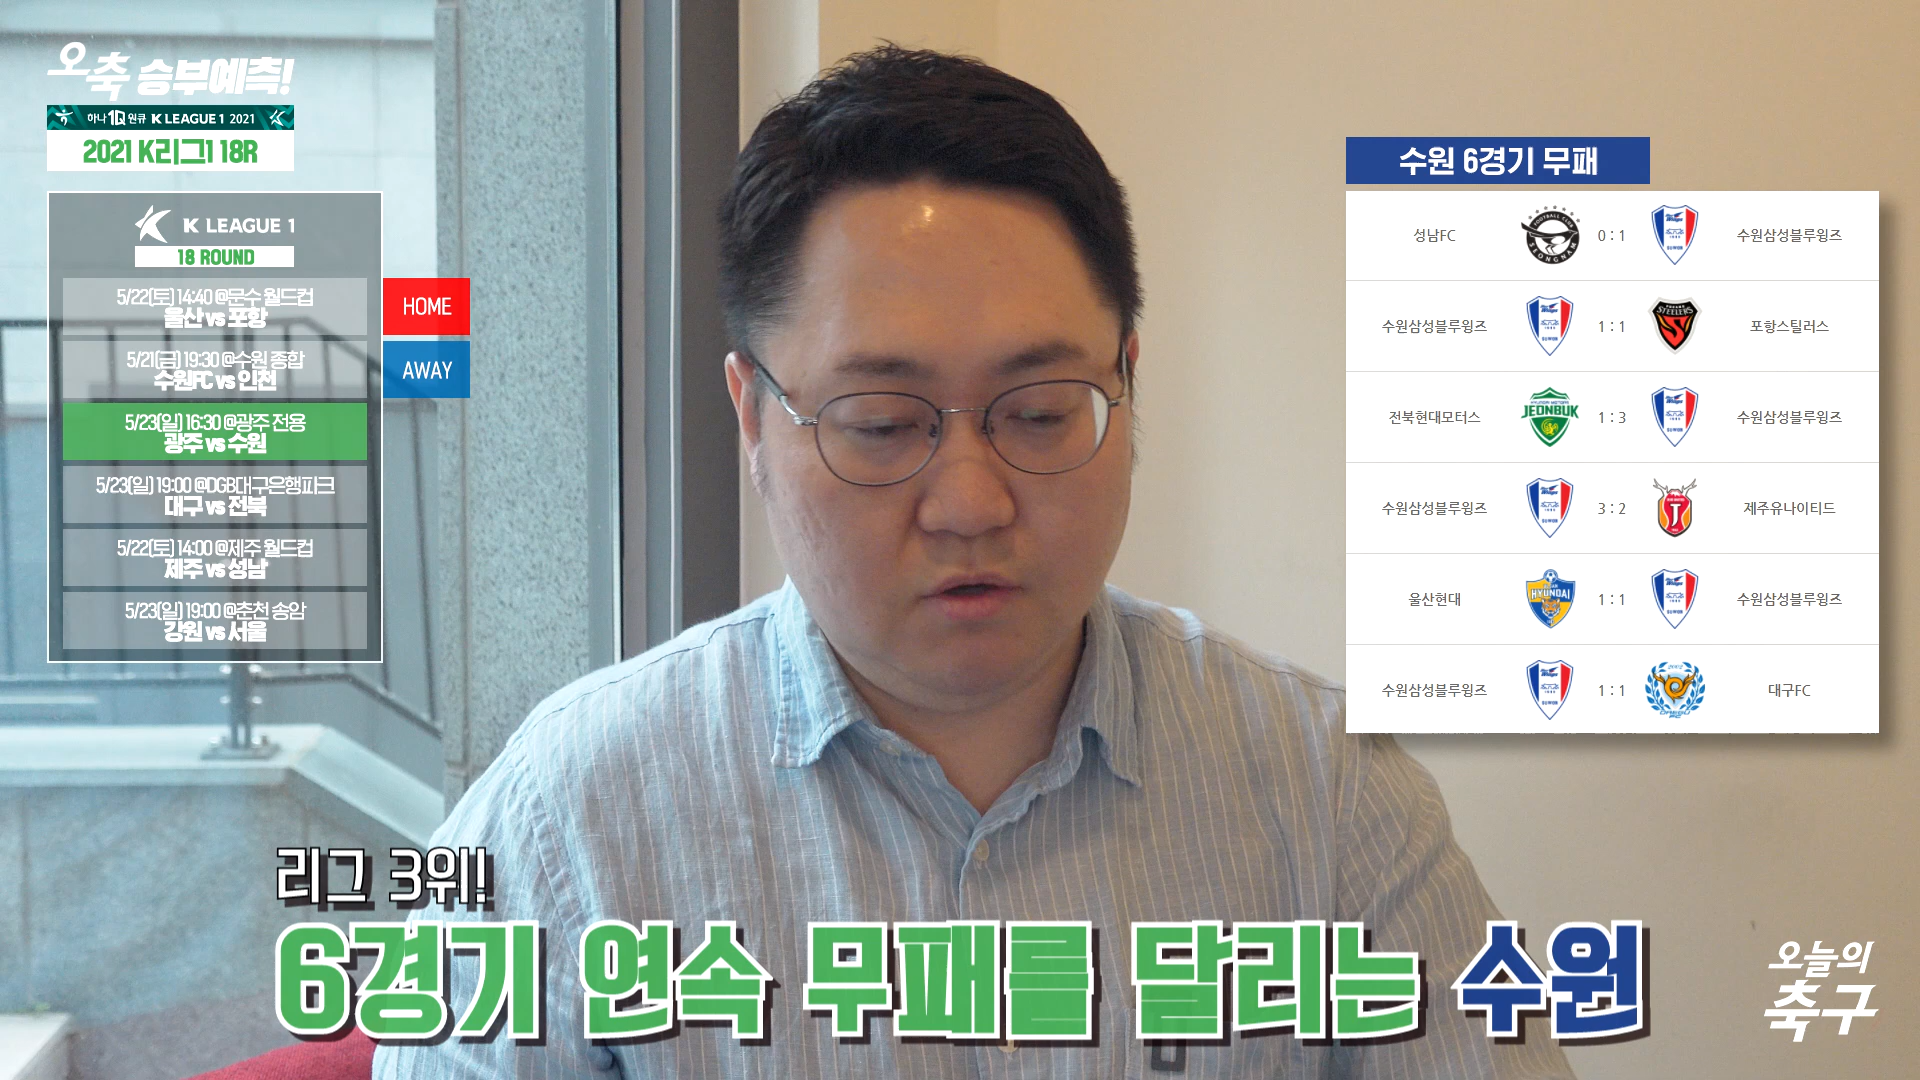 오축 승부예측!
하나 1Q 원큐 K LEAGUE 1 2021
2021 K리그1 18R
K LEAGUE 1
18 ROUND
5/22(토) 14:40 @문수 월드컵
울산 vs 포항
HOME
5/21(금) 19:30 @수원 종합
수원FC vs 인천
AWAY
5/23(일) 16:30 @광주 전용
광주 vs 수원
5/23(일) 19:00 @DGB대구은행파크
대구 vs 전북
5/22(토) 14:00 @제주 월드컵
제주 vs 성남
5/23(일) 19:00 @춘천 송암
강원 vs 서울
수원 6경기 무패
성남FC 0 : 1 수원삼성블루윙즈
수원삼성블루윙즈 1 : 1 STEELERS 포항스틸러스
전북현대모터스 JEONBUK 1 : 3 수원삼성블루윙즈
수원삼성블루윙즈 3 : 2 제주유나이티드
울산현대 HYUNDAI 1 : 1 수원삼성블루윙즈
수원삼성블루윙즈 1 : 1 대구FC
리그 3위!
6경기 연속 무패를 달리는 수원
오늘의
축구